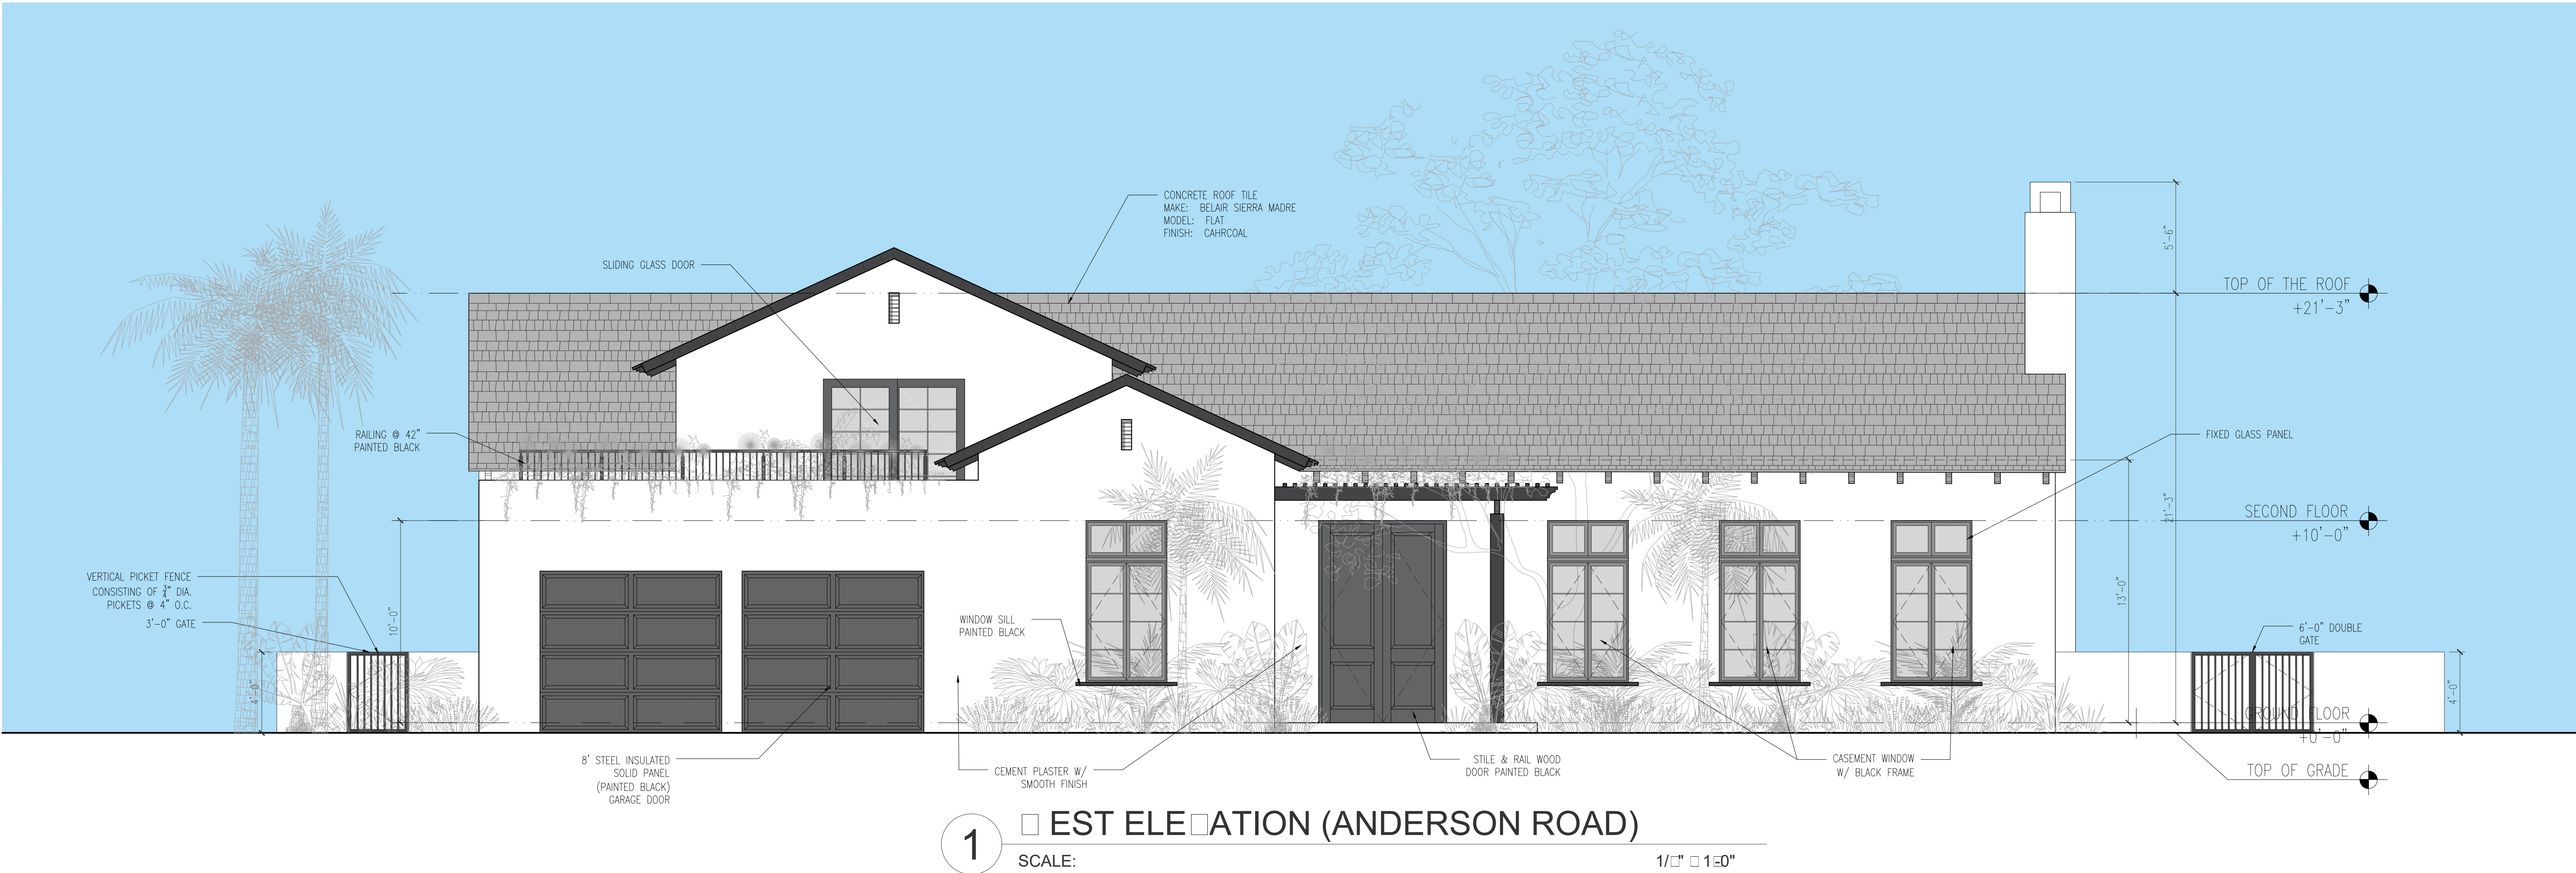 CONCRETE ROOF TILE
MAKE: BELAIR SIERRA MADRE
MODEL: FLAT
FINISH: CAHRCOAL
SLIDING GLASS DOOR
5'-6"
TOP OF THE ROOF
+21'-3"
RAILING @ 42"
PAINTED BLACK
FIXED GLASS PANEL
21'-3"
SECOND FLOOR
+10'-0"
VERTICAL PICKET FENCE
CONSISTING OF ¾" DIA.
PICKETS @ 4" O.C.
3'-0" GATE
10'-0"
13'-0"
WINDOW SILL
PAINTED BLACK
6'-0" DOUBLE
GATE
4'-0"
4'-0"
GROUND FLOOR
+0'-0"
8' STEEL INSULATED
SOLID PANEL
(PAINTED BLACK)
GARAGE DOOR
CEMENT PLASTER W/
SMOOTH FINISH
STILE & RAIL WOOD
DOOR PAINTED BLACK
CASEMENT WINDOW
W/ BLACK FRAME
TOP OF GRADE
1
□EST ELE□ATION (ANDERSON ROAD)
SCALE: 1/□" □ 1□-0"